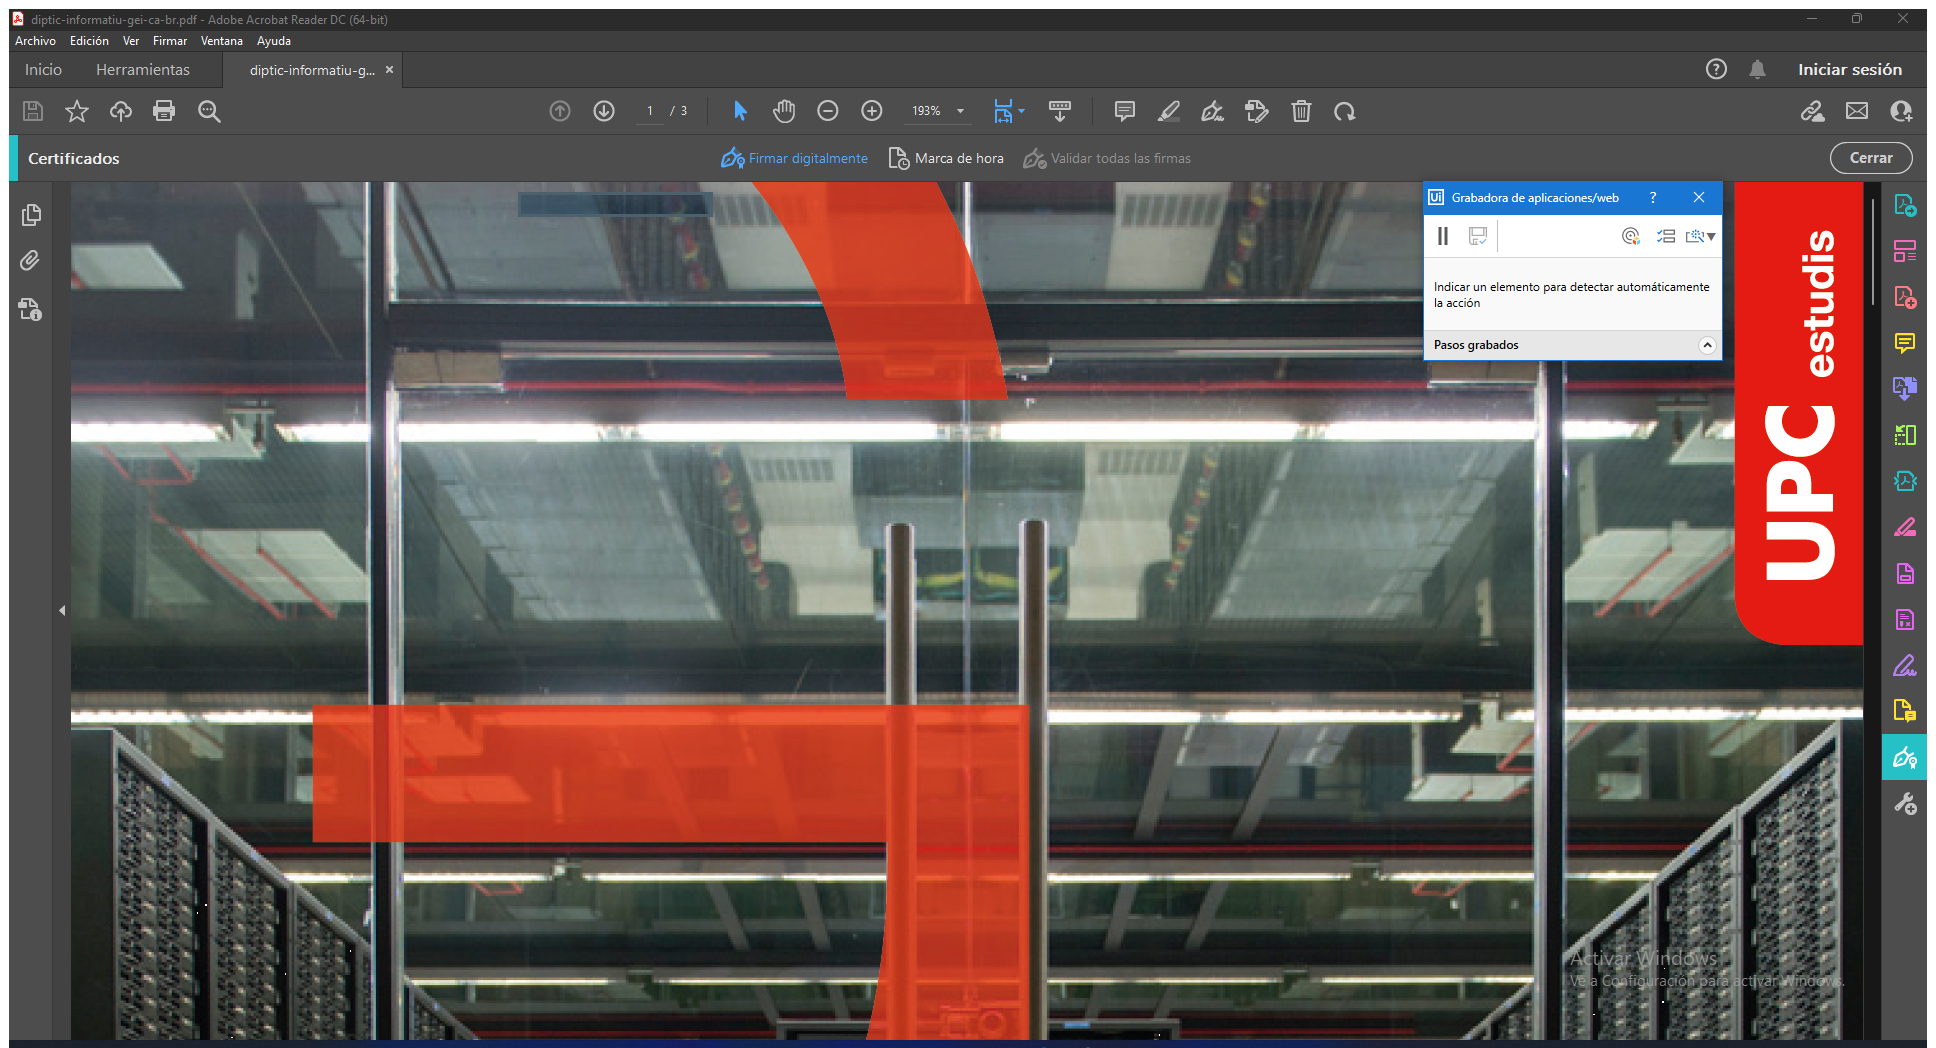 diptic-informatiu-gei-ca-br.pdf - Adobe Acrobat Reader DC (64-bit)
Archivo Edición Ver Firmar Ventana Ayuda
Inicio Herramientas diptic-informatiu-g... × Iniciar sesión
1 / 3 193%
Certificados Firmar digitalmente Marca de hora Validar todas las firmas Cerrar
Ui Grabadora de aplicaciones/web ?
Indicar un elemento para detectar automáticamente
la acción
Pasos grabados
UPC estudis
Activar Windows
Ve a Configuración para activar Windows.